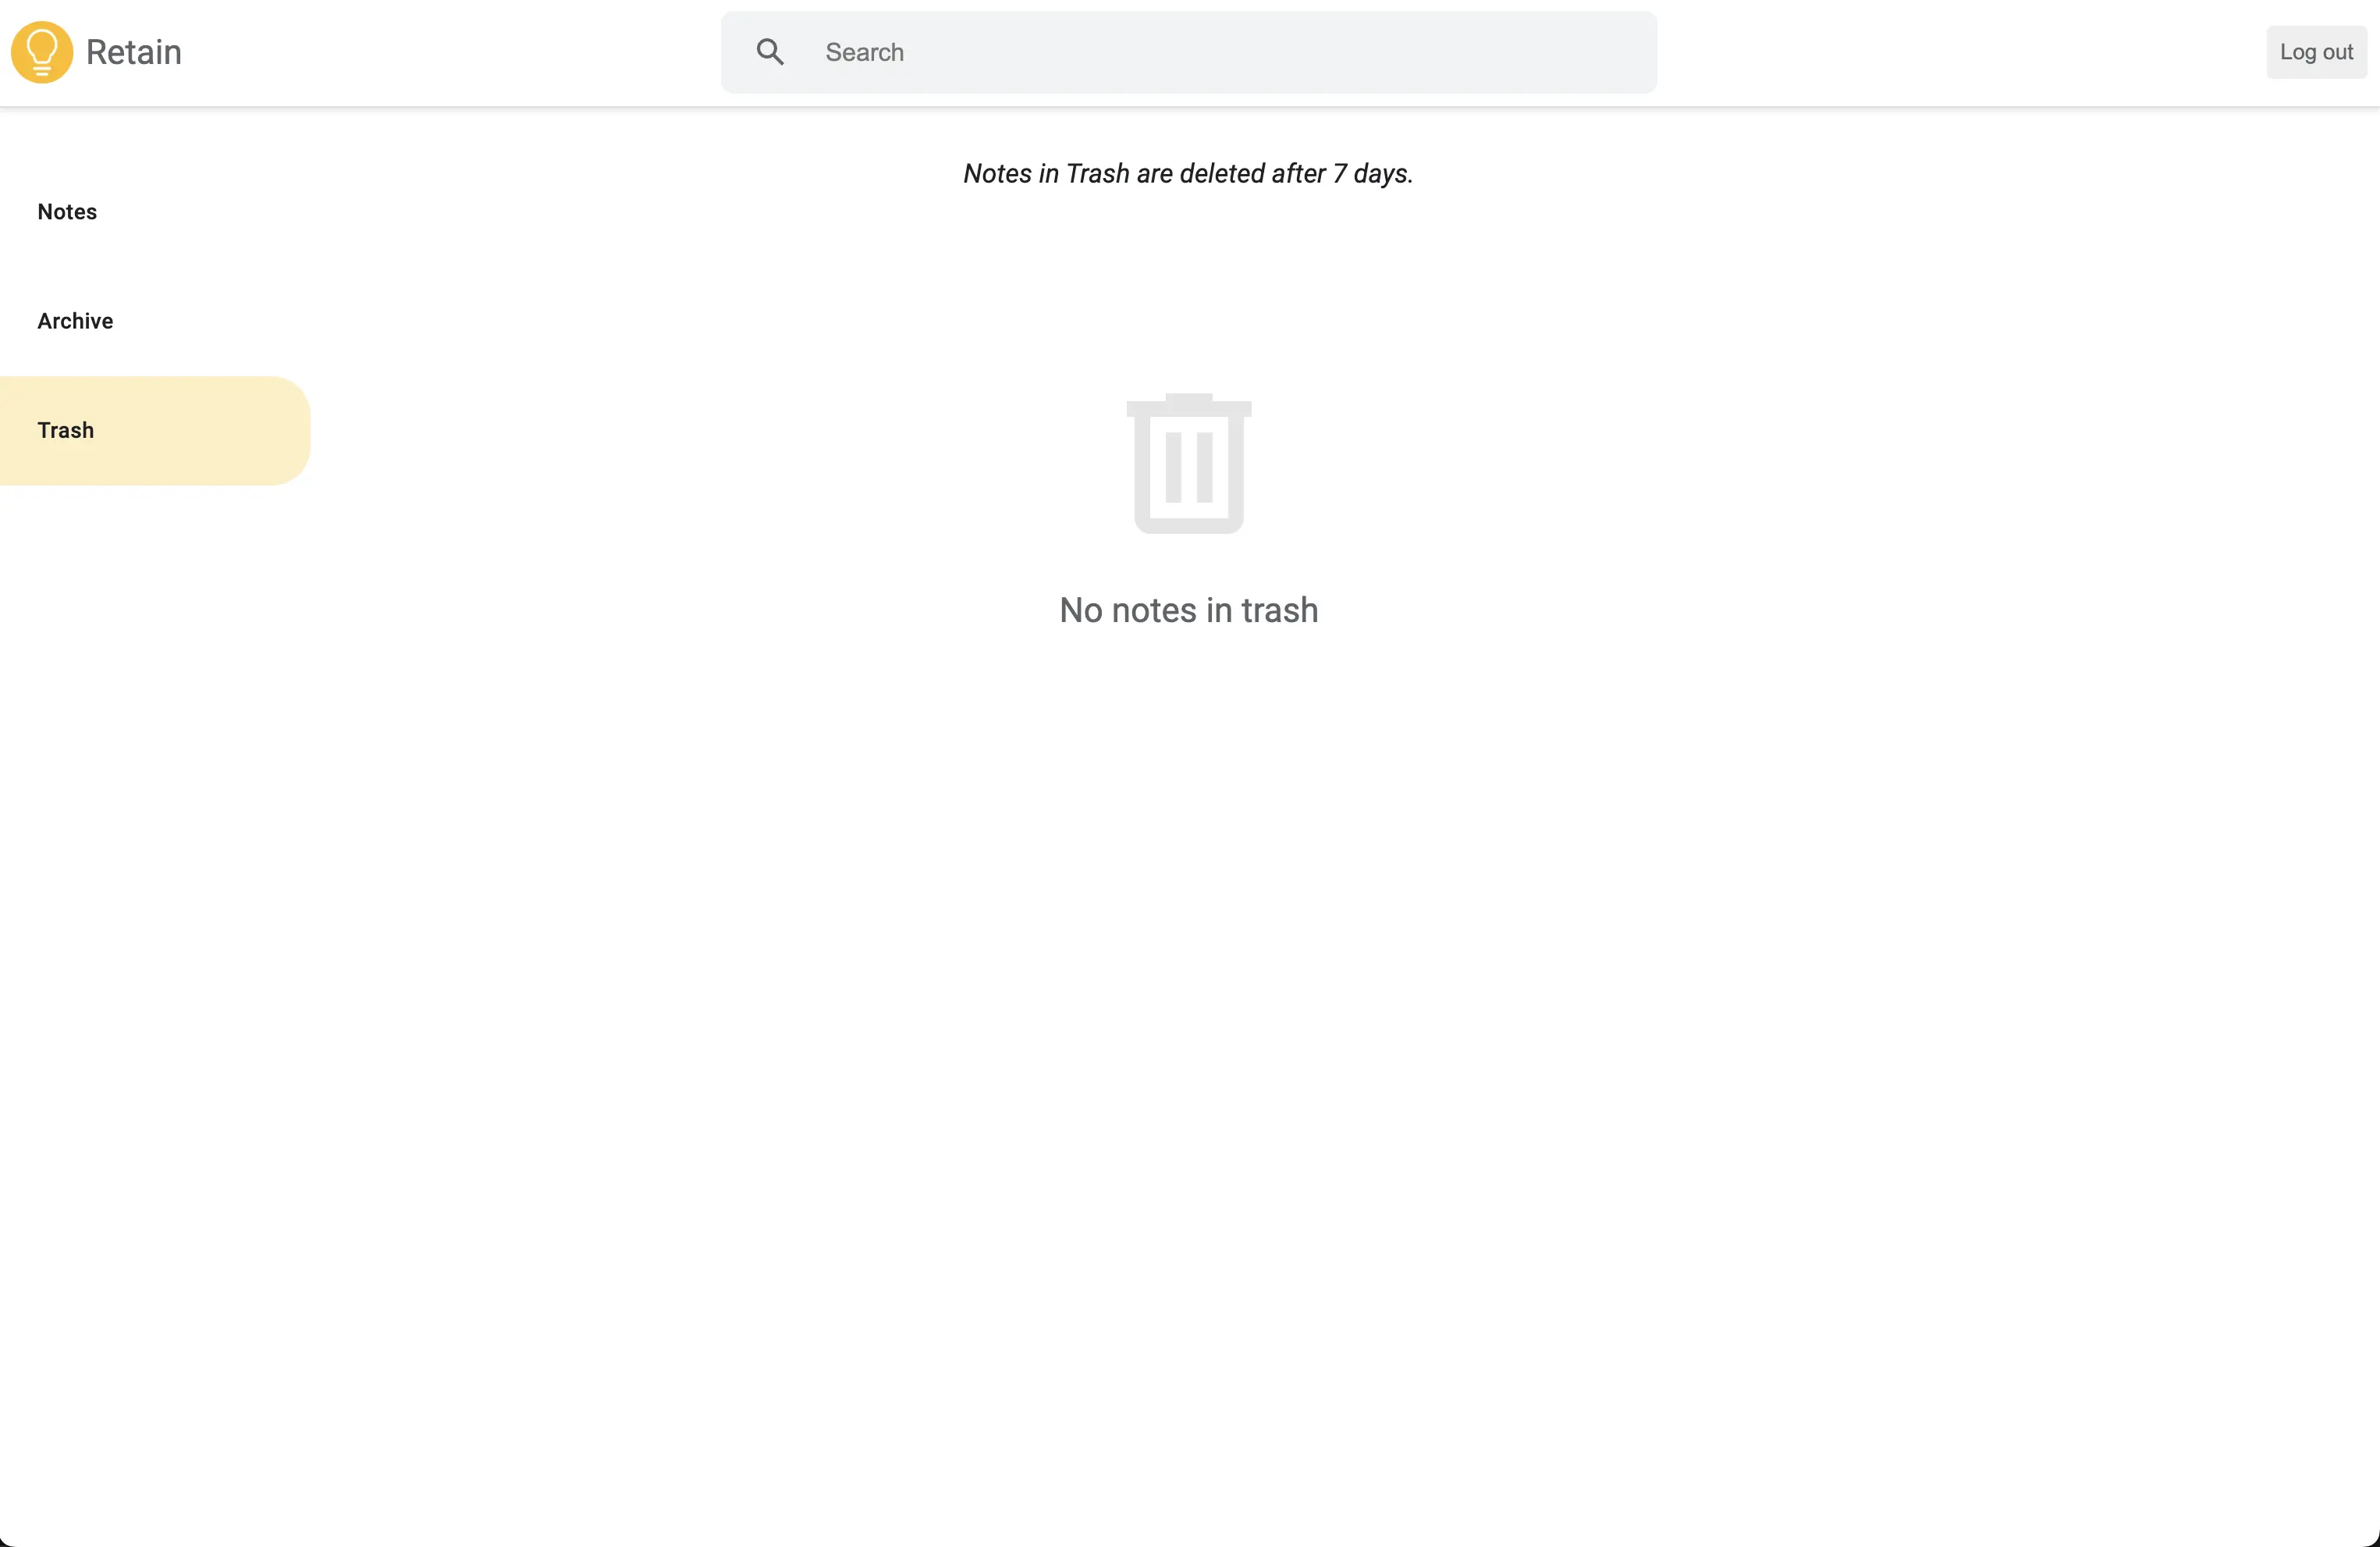 Retain
Search
Log out
Notes in Trash are deleted after 7 days.
Notes
Archive
Trash
No notes in trash